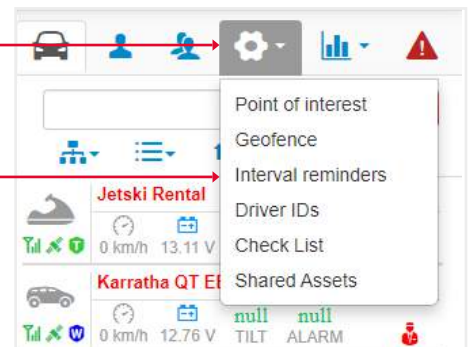 Point of interest
Geofence
Interval reminders
Driver IDs
Check List
Shared Assets
Jetski Rental
0 km/h 13.11 V
T
Karratha QT
0 km/h 12.76 V
null null
TILT ALARM
W